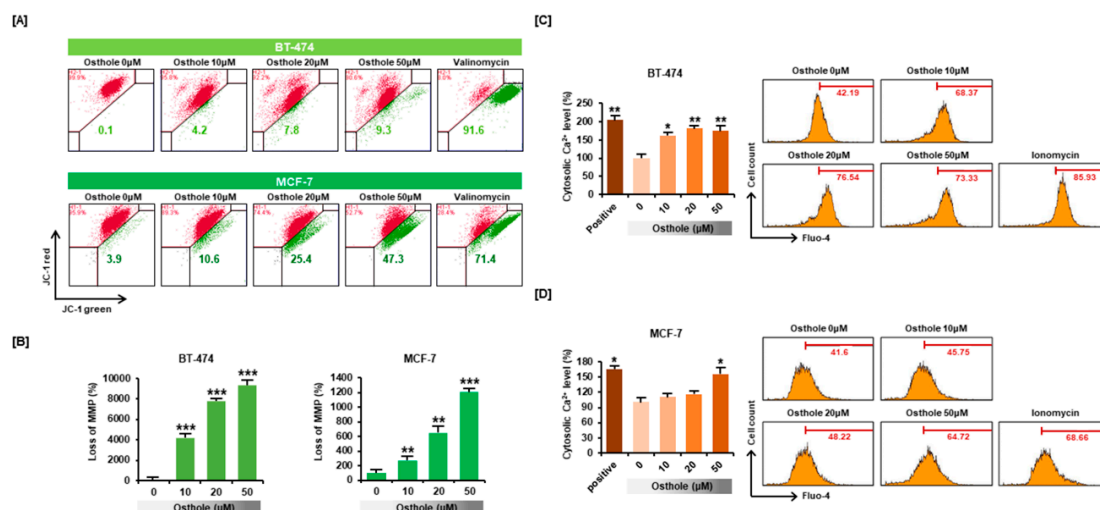 [A]
BT-474
Osthole 0μM Osthole 10μM Osthole 20μM Osthole 50μM Valinomycin
0.1 4.2 7.8 9.3 91.6
MCF-7
Osthole 0μM Osthole 10μM Osthole 20μM Osthole 50μM Valinomycin
3.9 10.6 25.4 47.3 71.4
JC-1 red
JC-1 green
[B]
BT-474
Loss of MMP (%)
10000
8000
6000
4000
2000
0
*** *** ***
0 10 20 50
Osthole (μM)
MCF-7
Loss of MMP (%)
1400
1200
1000
800
600
400
200
0
** ** ***
0 10 20 50
Osthole (μM)
[C]
BT-474
Cytosolic Ca²⁺ level (%)
250
200
150
100
50
0
** * ** **
Positive 0 10 20 50
Osthole (μM)
Osthole 0μM Osthole 10μM
42.19 68.37
Osthole 20μM Osthole 50μM Ionomycin
76.54 73.33 85.93
Cell count
Fluo-4
[D]
MCF-7
Cytosolic Ca²⁺ level (%)
180
150
120
90
60
30
0
* *
positive 0 10 20 50
Osthole (μM)
Osthole 0μM Osthole 10μM
41.6 45.75
Osthole 20μM Osthole 50μM Ionomycin
48.22 64.72 68.66
Cell count
Fluo-4